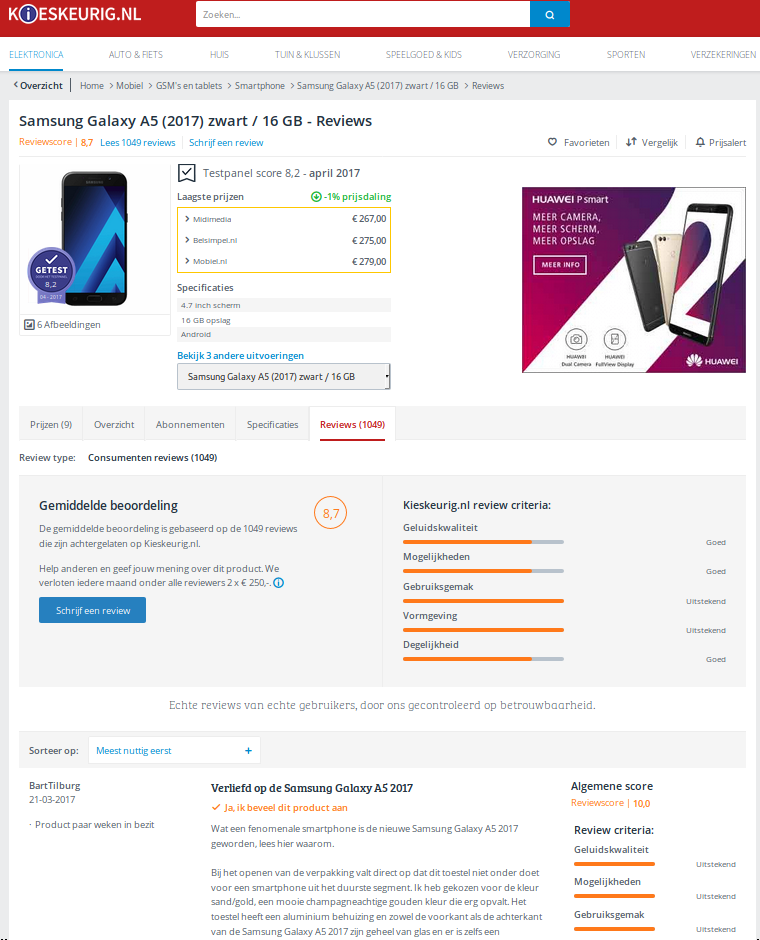 KiESKEURIG.NL
Zoeken...
ELEKTRONICA AUTO & FIETS HUIS TUIN & KLUSSEN SPEELGOED & KIDS VERZORGING SPORTEN VERZEKERINGEN
Overzicht Home Mobiel GSM's en tablets Smartphone Samsung Galaxy A5 (2017) zwart / 16 GB Reviews
Samsung Galaxy A5 (2017) zwart / 16 GB - Reviews
Reviewscore | 8,7 Lees 1049 reviews Schrijf een review Favorieten Vergelijk Prijsalert
Testpanel score 8,2 - april 2017
Laagste prijzen -1% prijsdaling
Midimedia € 267,00
Belsimpel.nl € 275,00
Mobiel.nl € 279,00
GETEST
8,2
04 - 2017
6 Afbeeldingen
Specificaties
4.7 inch scherm
16 GB opslag
Android
Bekijk 3 andere uitvoeringen
Samsung Galaxy A5 (2017) zwart / 16 GB
HUAWEI P smart
MEER CAMERA,
MEER SCHERM,
MEER OPSLAG
MEER INFO
HUAWEI
Dual Camera
HUAWEI
FullView Display
HUAWEI
Prijzen (9) Overzicht Abonnementen Specificaties Reviews (1049)
Review type: Consumenten reviews (1049)
Gemiddelde beoordeling 8,7
De gemiddelde beoordeling is gebaseerd op de 1049 reviews
die zijn achtergelaten op Kieskeurig.nl.
Help anderen en geef jouw mening over dit product. We
verloten iedere maand onder alle reviewers 2 x € 250,-.
Schrijf een review
Kieskeurig.nl review criteria:
Geluidskwaliteit
Goed
Mogelijkheden
Goed
Gebruiksgemak
Uitstekend
Vormgeving
Uitstekend
Degelijkheid
Goed
Echte reviews van echte gebruikers, door ons gecontroleerd op betrouwbaarheid.
Sorteer op: Meest nuttig eerst +
BartTilburg
21-03-2017
· Product paar weken in bezit
Verliefd op de Samsung Galaxy A5 2017
Ja, ik beveel dit product aan
Wat een fenomenale smartphone is de nieuwe Samsung Galaxy A5 2017
geworden, lees hier waarom.
Bij het openen van de verpakking valt direct op dat dit toestel niet onder doet
voor een smartphone uit het duurste segment. Ik heb gekozen voor de kleur
sand/gold, een mooie champagneachtige gouden kleur die erg opvalt. Het
toestel heeft een aluminium behuizing en zowel de voorkant als de achterkant
van de Samsung Galaxy A5 2017 zijn geheel van glas en er is zelfs een
Algemene score
Reviewscore | 10,0
Review criteria:
Geluidskwaliteit
Uitstekend
Mogelijkheden
Uitstekend
Gebruiksgemak
Uitstekend